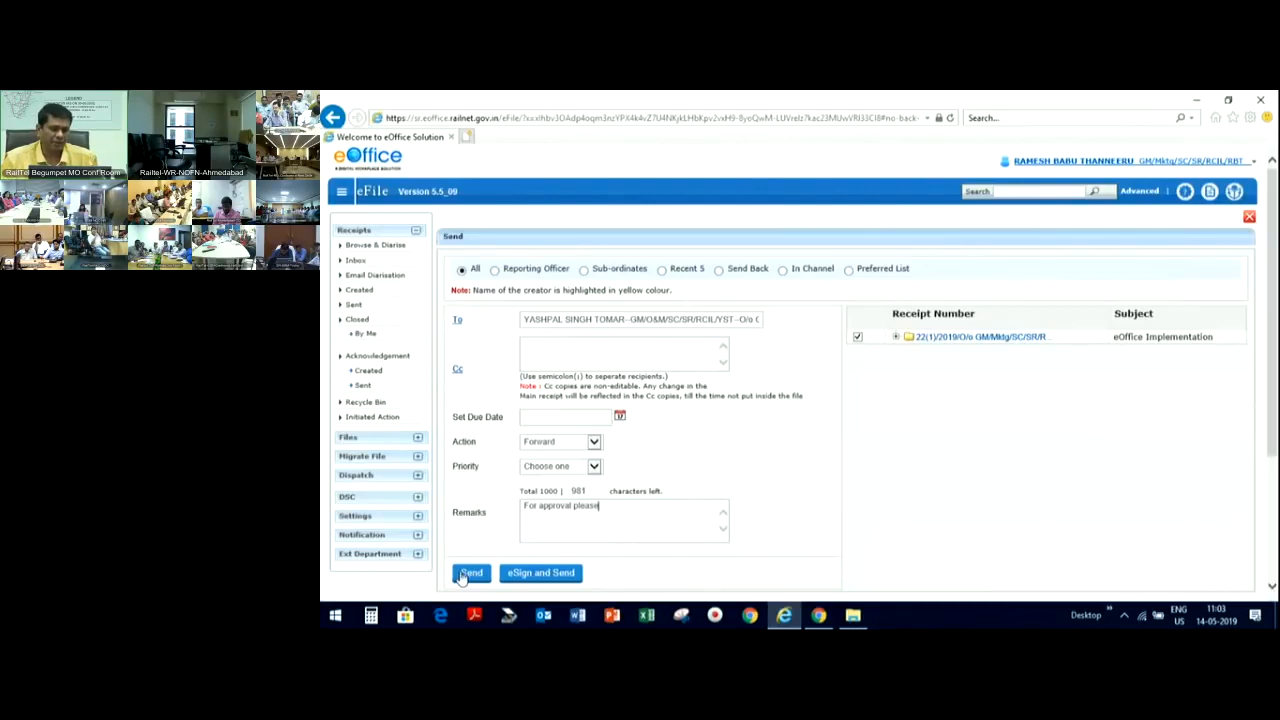 RailTel Begumpet MO Conf Room
Railtel-WR-NOFN-Ahmedabad
Search...
Welcome to eOffice Solution
eOffice
A DIGITAL WORKPLACE SOLUTION
RAMESH BABU THANNEERU GM/Mktg/SC/SR/RCIL/RBT
eFile Version 5.5_09
Search
Advanced
Receipts
Browse & Diarise
Inbox
Email Diarisation
Created
Sent
Closed
By Me
Acknowledgement
Created
Sent
Recycle Bin
Initiated Action
Files
Migrate File
Dispatch
DSC
Settings
Notification
Ext Department
Send
All
Reporting Officer
Sub-ordinates
Recent 5
Send Back
In Channel
Preferred List
Note: Name of the creator is highlighted in yellow colour.
To
YASHPAL SINGH TOMAR--GM/O&M/SC/SR/RCIL/YST--O/o
Cc
(Use semicolon(;) to seperate recipients.)
Note : Cc copies are non-editable. Any change in the
Main receipt will be reflected in the Cc copies, till the time not put inside the file
Set Due Date
Action
Forward
Priority
Choose one
Total 1000 | 981 characters left.
Remarks
For approval please
Send
eSign and Send
Receipt Number
Subject
22(1)/2019/O/o GM/Mktg/SC/SR/R...
eOffice Implementation
Desktop
ENG
US
11:03
14-05-2019